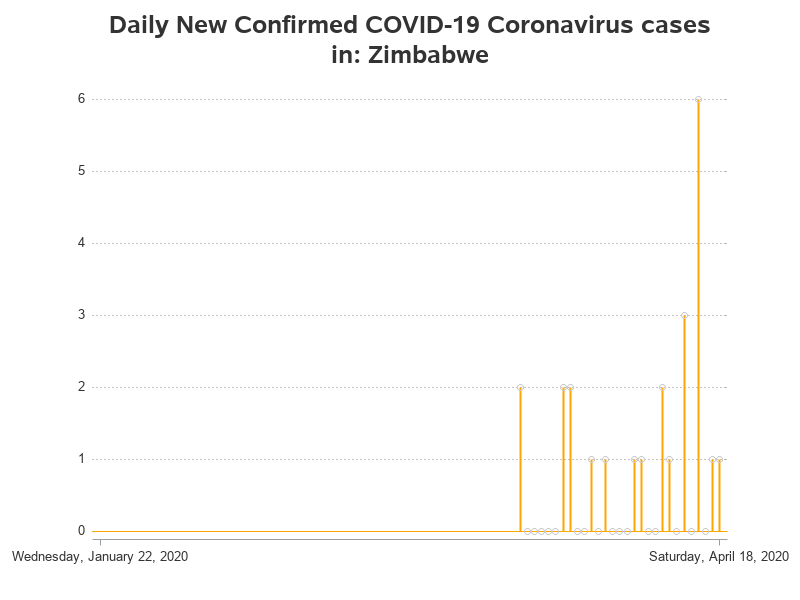 Daily New Confirmed COVID-19 Coronavirus cases
in: Zimbabwe
6
5
4
3
2
1
0
Wednesday, January 22, 2020
Saturday, April 18, 2020